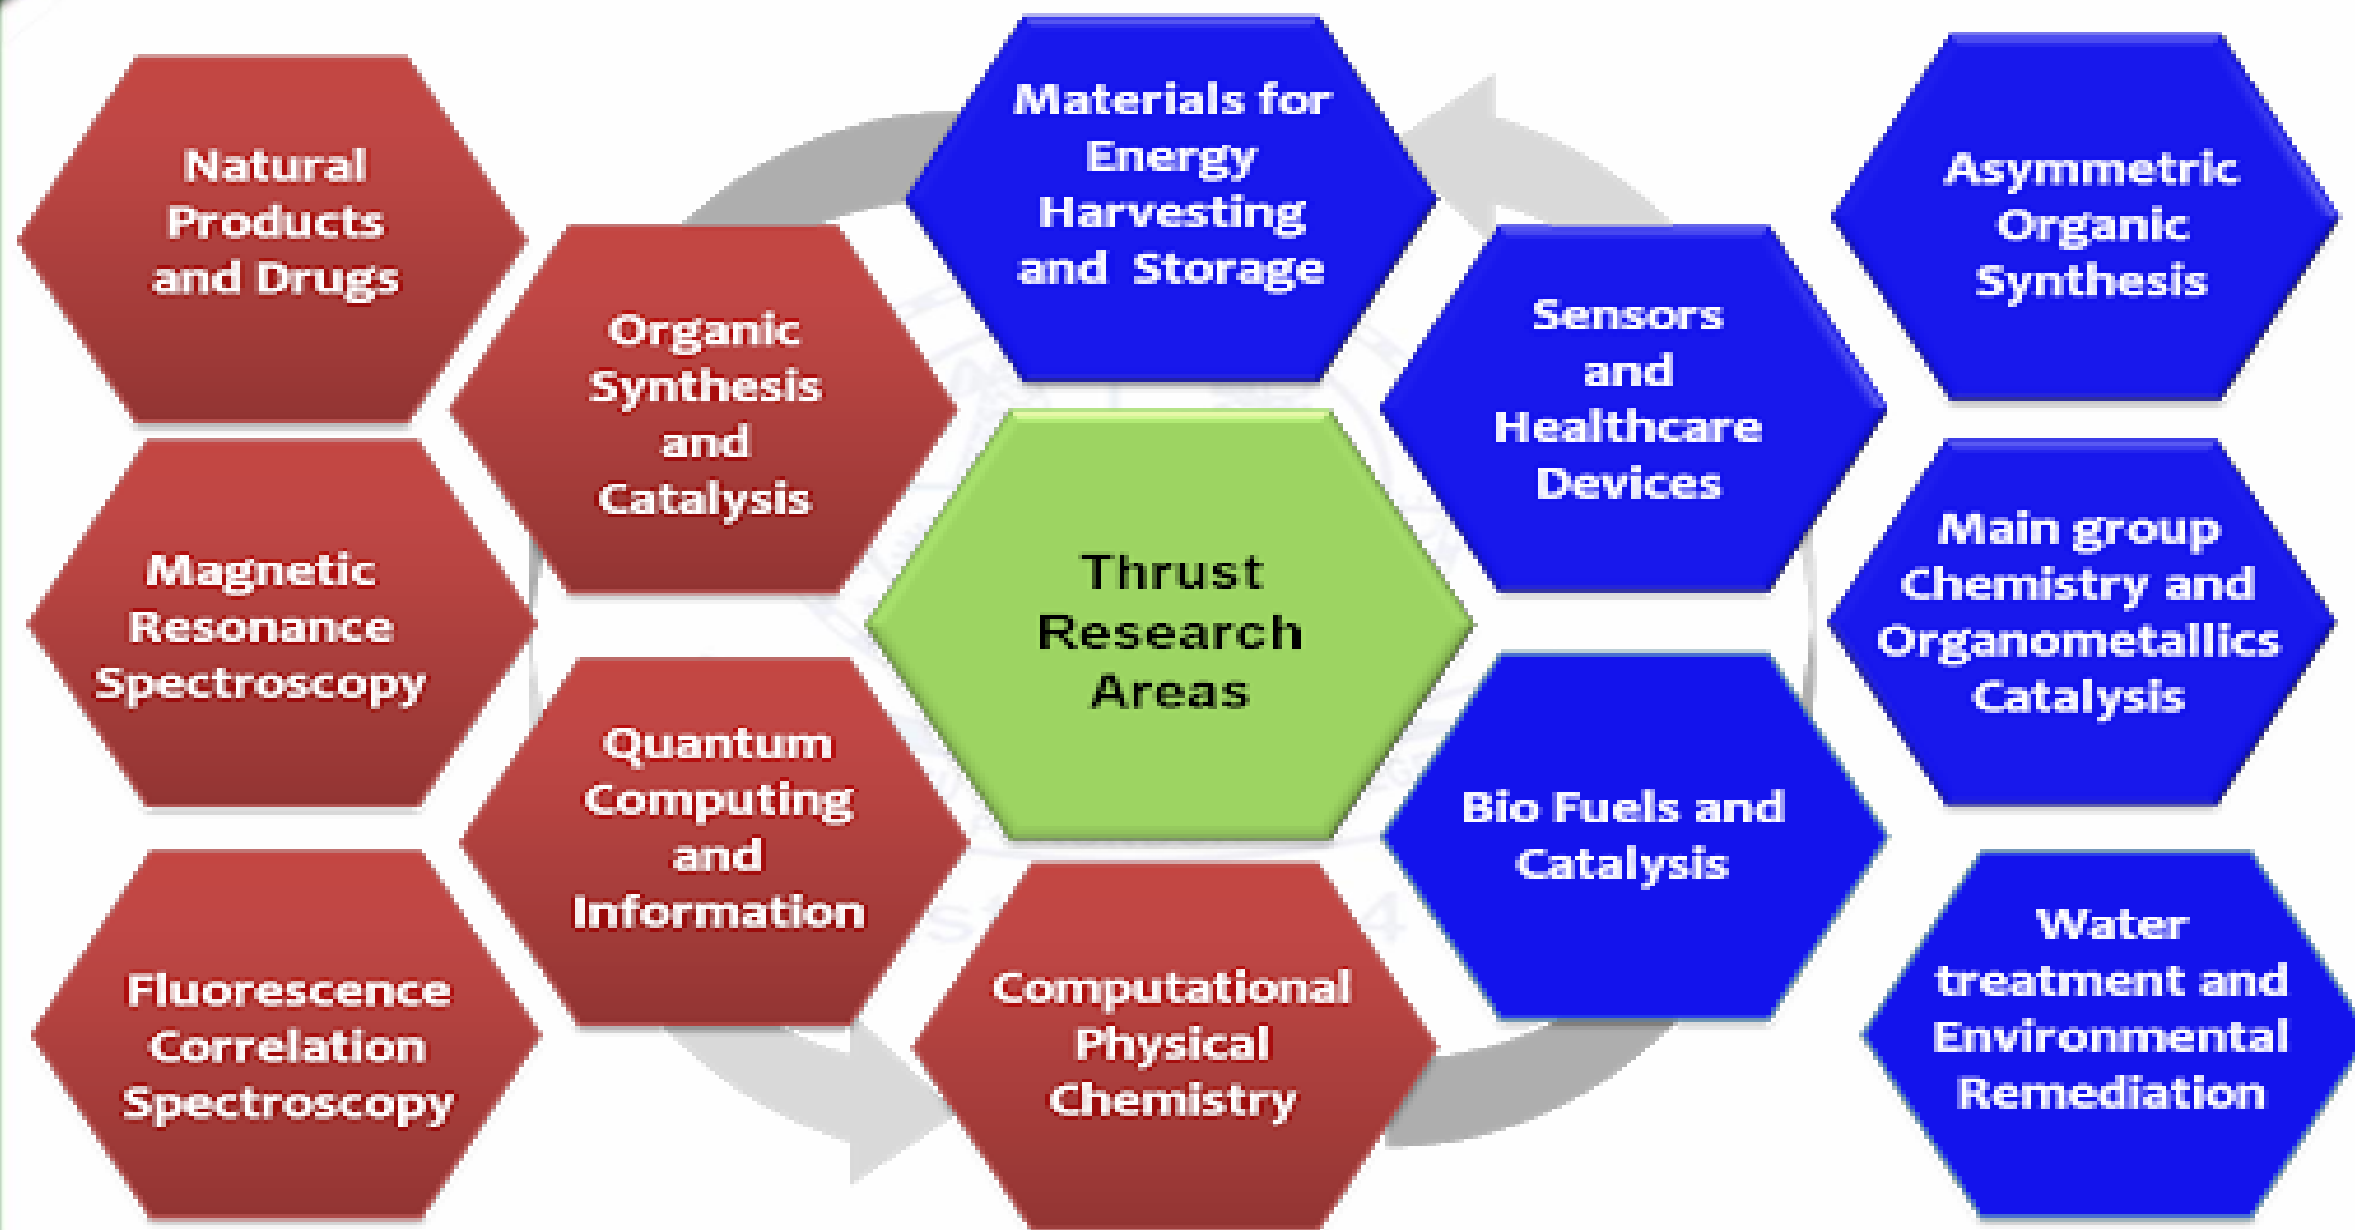 Natural
Products
and Drugs
Organic
Synthesis
and
Catalysis
Materials for
Energy
Harvesting
and Storage
Sensors
and
Healthcare
Devices
Asymmetric
Organic
Synthesis
Magnetic
Resonance
Spectroscopy
Thrust
Research
Areas
Main group
Chemistry and
Organometallics
Catalysis
Quantum
Computing
and
Information
Bio Fuels and
Catalysis
Fluorescence
Correlation
Spectroscopy
Computational
Physical
Chemistry
Water
treatment and
Environmental
Remediation